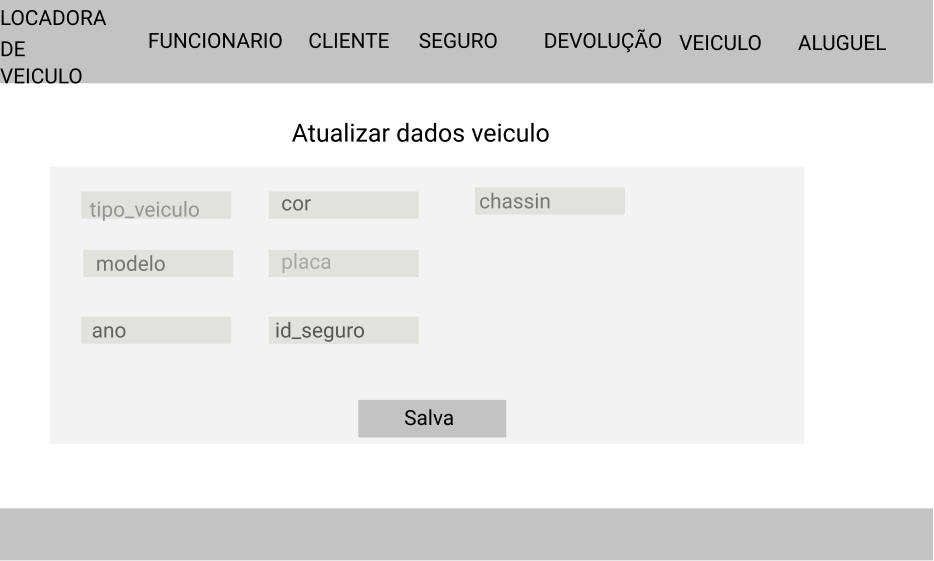 LOCADORA
DE
VEICULO
FUNCIONARIO CLIENTE SEGURO DEVOLUÇÃO VEICULO ALUGUEL
Atualizar dados veiculo
tipo_veiculo cor chassin
modelo placa
ano id_seguro
Salva